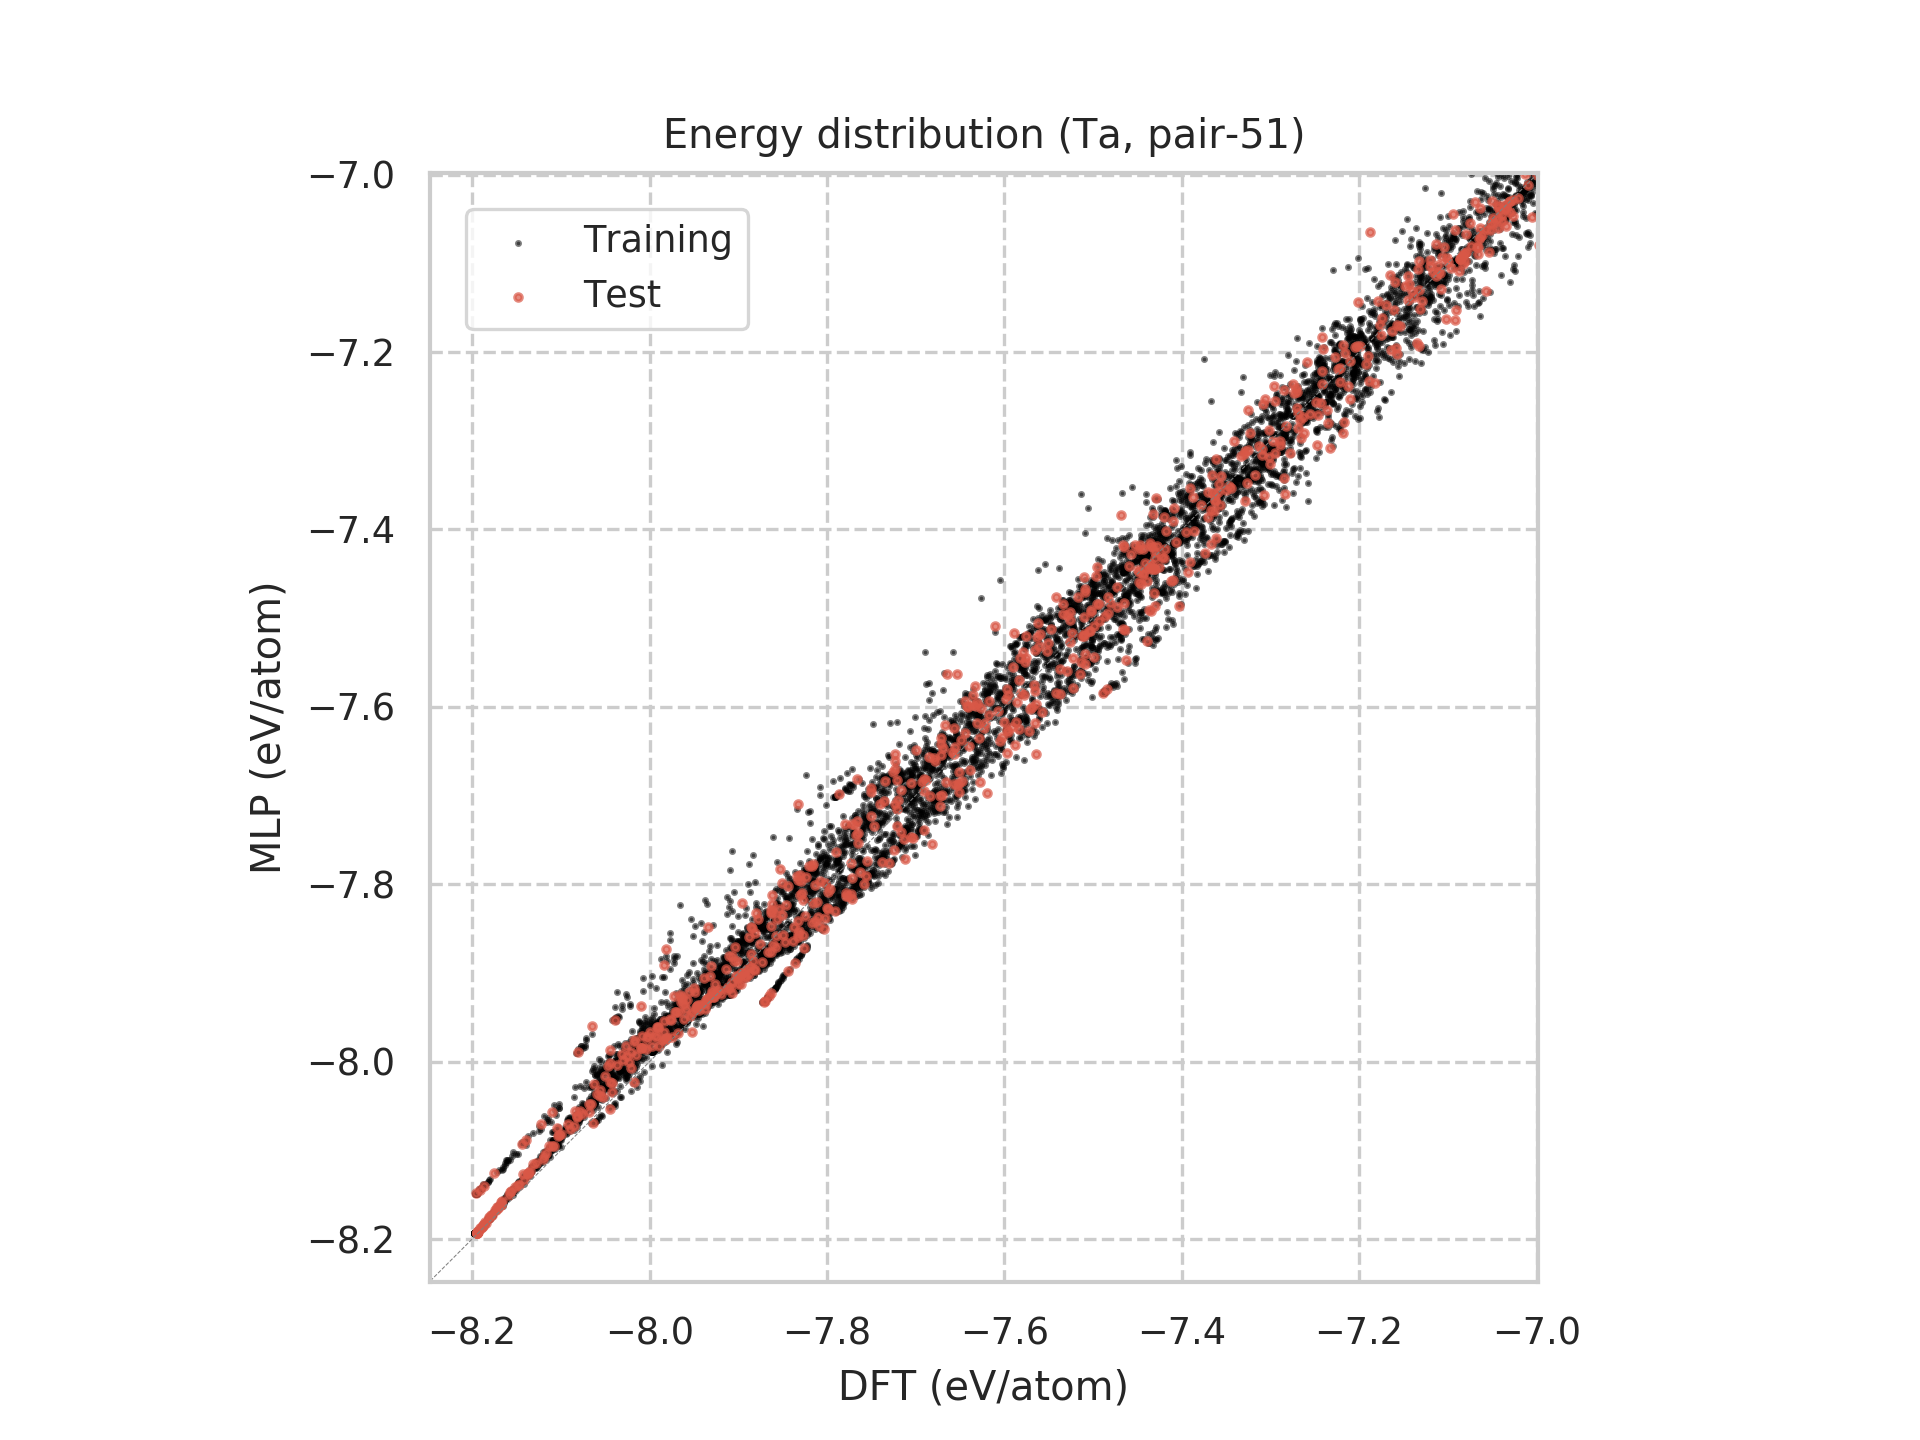 Energy distribution (Ta, pair-51)
Training
Test
MLP (eV/atom)
−7.0
−7.2
−7.4
−7.6
−7.8
−8.0
−8.2
−8.2 −8.0 −7.8 −7.6 −7.4 −7.2 −7.0
DFT (eV/atom)